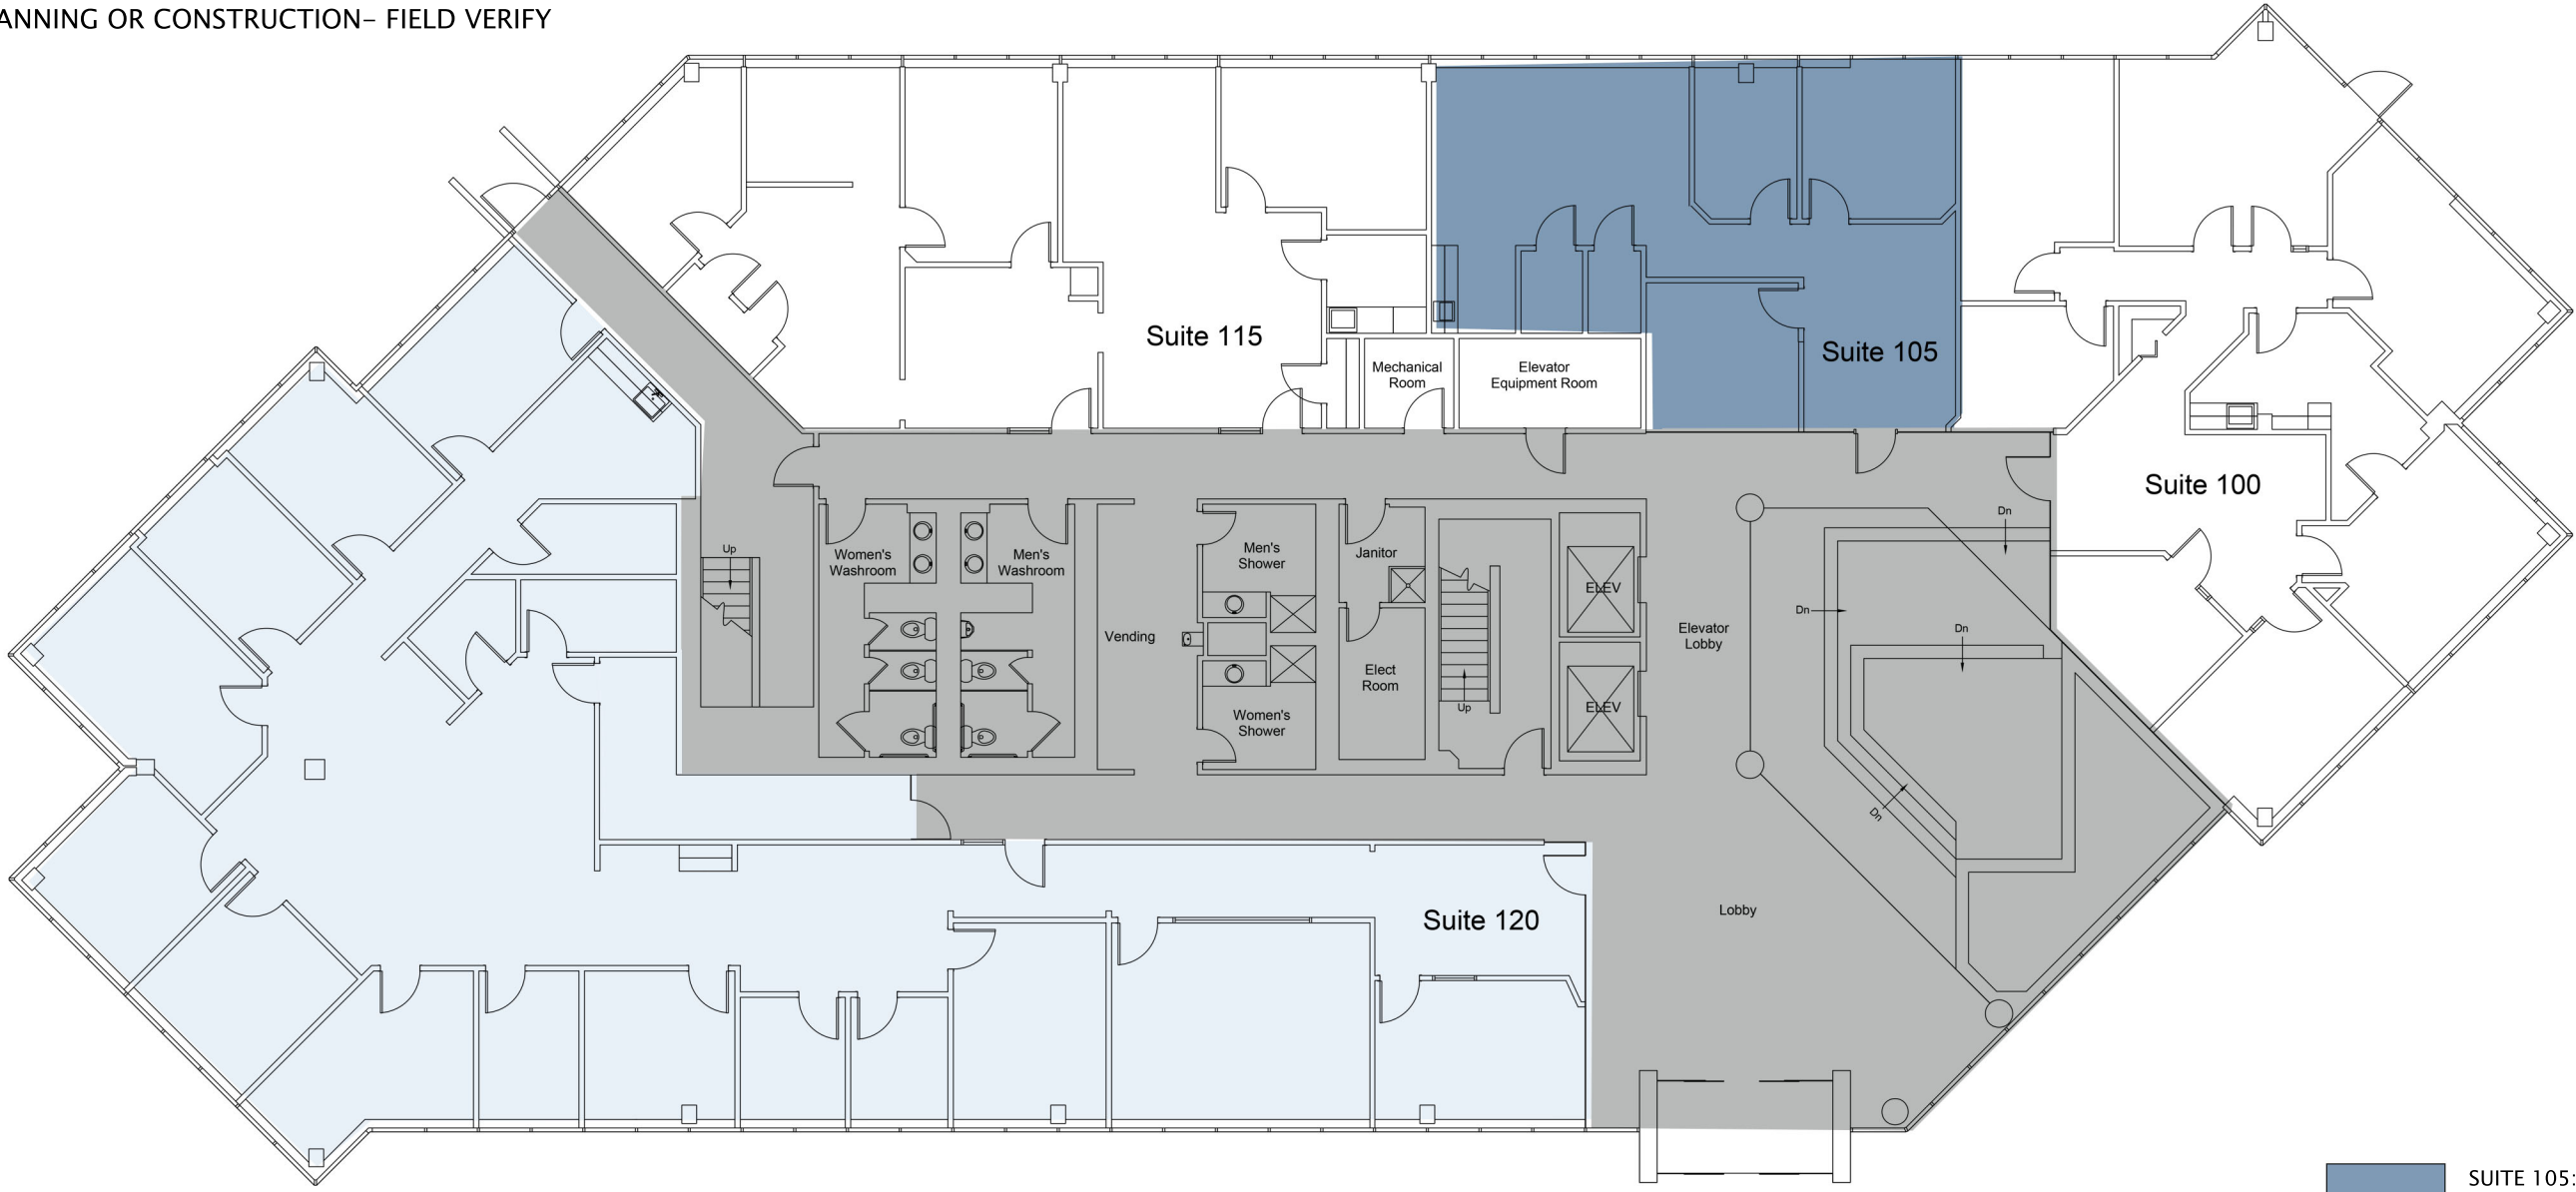 ANNING OR CONSTRUCTION– FIELD VERIFY
Suite 115
Mechanical
Room
Elevator
Equipment Room
Suite 105
Suite 100
Up
Women's
Washroom
Men's
Washroom
Vending
Men's
Shower
Women's
Shower
Janitor
Elect
Room
Up
ELEV
ELEV
Elevator
Lobby
Dn
Dn
Dn
Dn
Lobby
Suite 120
SUITE 105: